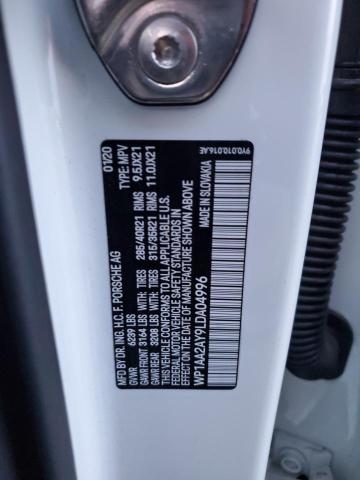 MFD BY DR. ING. H.C. F. PORSCHE AG 01/20
GVWR 6239 LBS TYPE: MPV
GAWR FRONT 3164 LBS WITH: TIRES 285/40R21 RIMS 9.5JX21
GAWR REAR 3208 LBS WITH: TIRES 315/35R21 RIMS 11.0JX21
THIS VEHICLE CONFORMS TO ALL APPLICABLE
FEDERAL MOTOR VEHICLE SAFETY STANDARDS IN
EFFECT ON THE DATE OF MANUFACTURE SHOWN ABOVE
WP1AA2AY9LDA04996 MADE IN SLOVAKIA
9Y0.010.016.AE